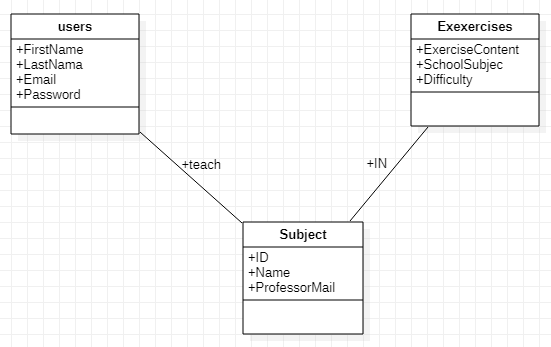 users
+FirstName
+LastNama
+Email
+Password
Exexercises
+ExerciseContent
+SchoolSubjec
+Difficulty
+teach
+IN
Subject
+ID
+Name
+ProfessorMail